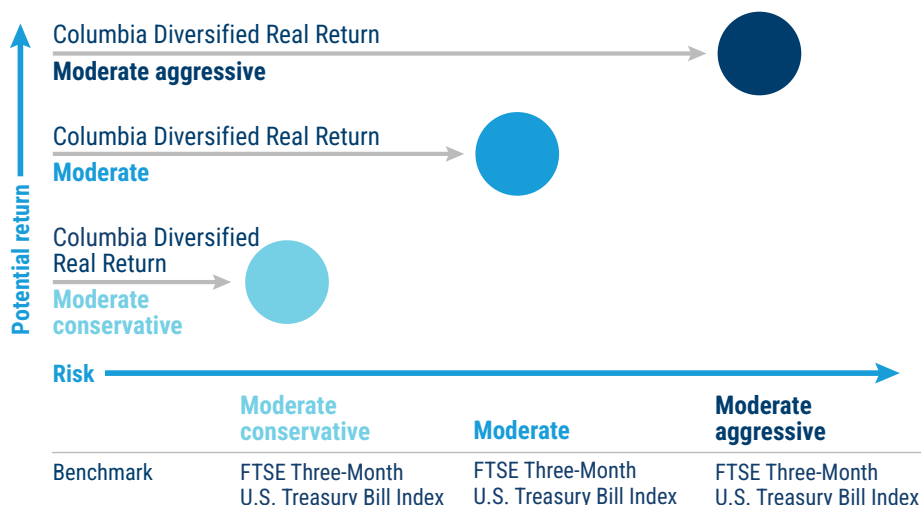 Columbia Diversified Real Return
Moderate aggressive
Columbia Diversified Real Return
Moderate
Columbia Diversified
Real Return
Moderate
conservative
Potential return
Risk
Moderate
conservative
Moderate
Moderate
aggressive
Benchmark
FTSE Three-Month
U.S. Treasury Bill Index
FTSE Three-Month
U.S. Treasury Bill Index
FTSE Three-Month
U.S. Treasury Bill Index